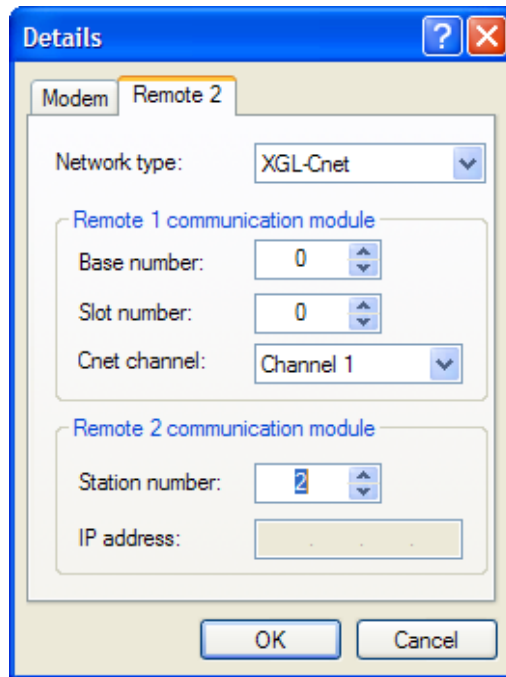 Details
Modem Remote 2
Network type: XGL-Cnet
Remote 1 communication module
Base number: 0
Slot number: 0
Cnet channel: Channel 1
Remote 2 communication module
Station number: 2
IP address: . . .
OK Cancel